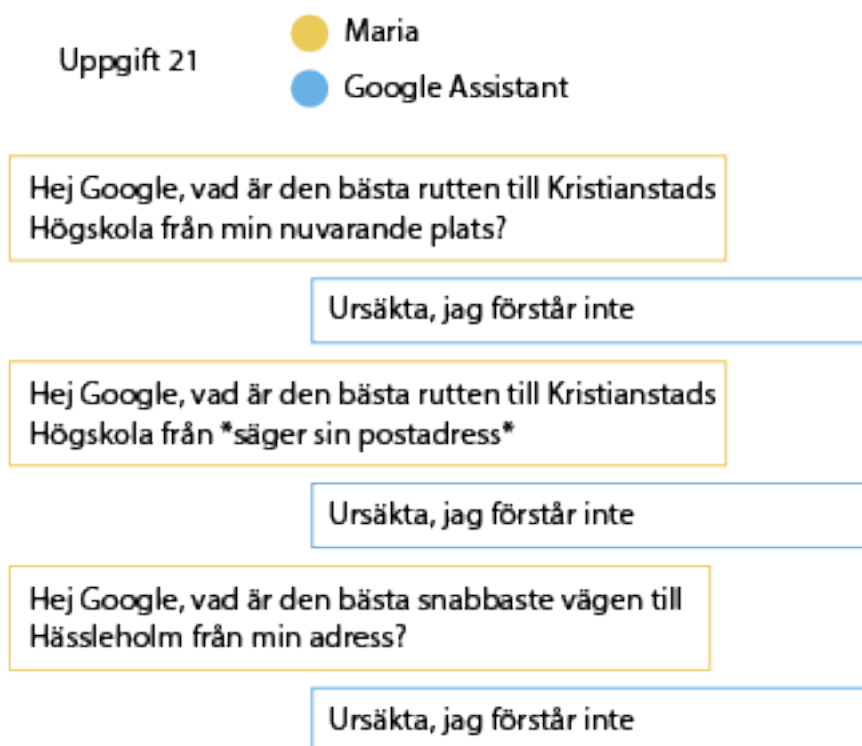 Uppgift 21
Maria
Google Assistant
Hej Google, vad är den bästa rutten till Kristianstads
Högskola från min nuvarande plats?
Ursäkta, jag förstår inte
Hej Google, vad är den bästa rutten till Kristianstads
Högskola från *säger sin postadress*
Ursäkta, jag förstår inte
Hej Google, vad är den bästa snabbaste vägen till
Hässleholm från min adress?
Ursäkta, jag förstår inte